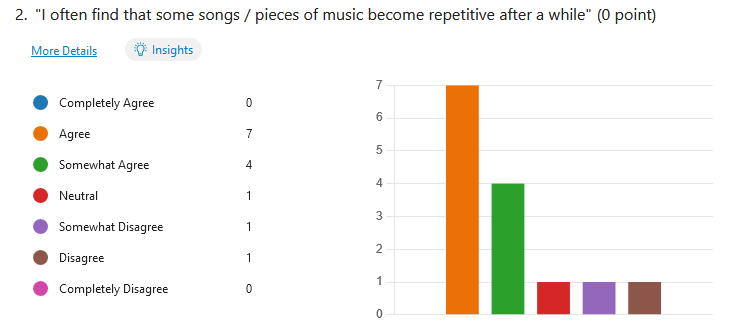 2. "I often find that some songs / pieces of music become repetitive after a while" (0 point)
More Details
Insights
Completely Agree 0
Agree 7
Somewhat Agree 4
Neutral 1
Somewhat Disagree 1
Disagree 1
Completely Disagree 0
7
6
5
4
3
2
1
0